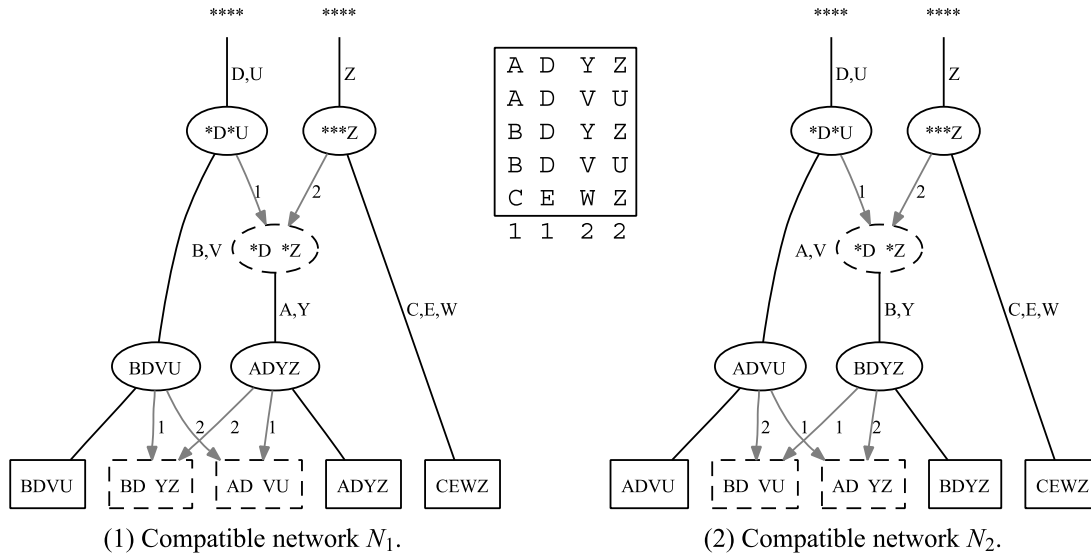 **** **** **** ****
D,U Z D,U Z
*D*U ***Z *D*U ***Z
A D Y Z
A D V U
B D Y Z
B D V U
C E W Z
1 1 2 2
1 2 1 2
B,V *D *Z A,V *D *Z
A,Y C,E,W B,Y C,E,W
BDVU ADYZ ADVU BDYZ
1 2 2 1 2 1 1 2
BDVU BD YZ AD VU ADYZ CEWZ ADVU BD VU AD YZ BDYZ CEWZ
(1) Compatible network N1. (2) Compatible network N2.